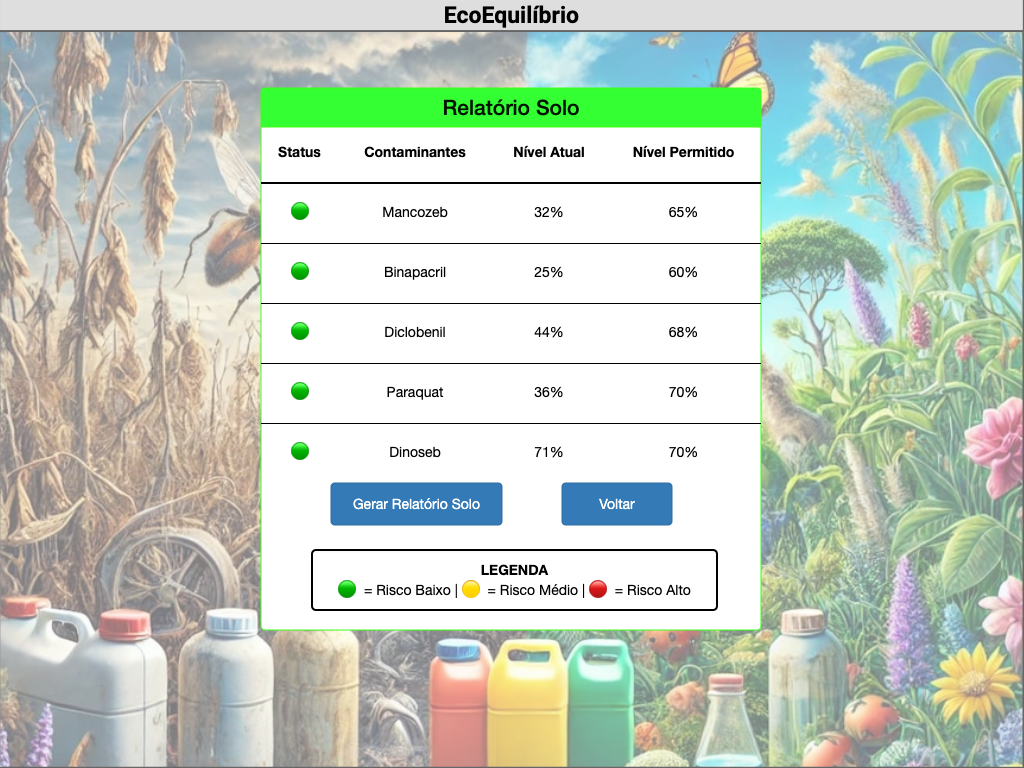 EcoEquilíbrio
Relatório Solo
Status Contaminantes Nível Atual Nível Permitido
Mancozeb 32% 65%
Binapacril 25% 60%
Diclobenil 44% 68%
Paraquat 36% 70%
Dinoseb 71% 70%
Gerar Relatório Solo Voltar
LEGENDA
= Risco Baixo | = Risco Médio | = Risco Alto